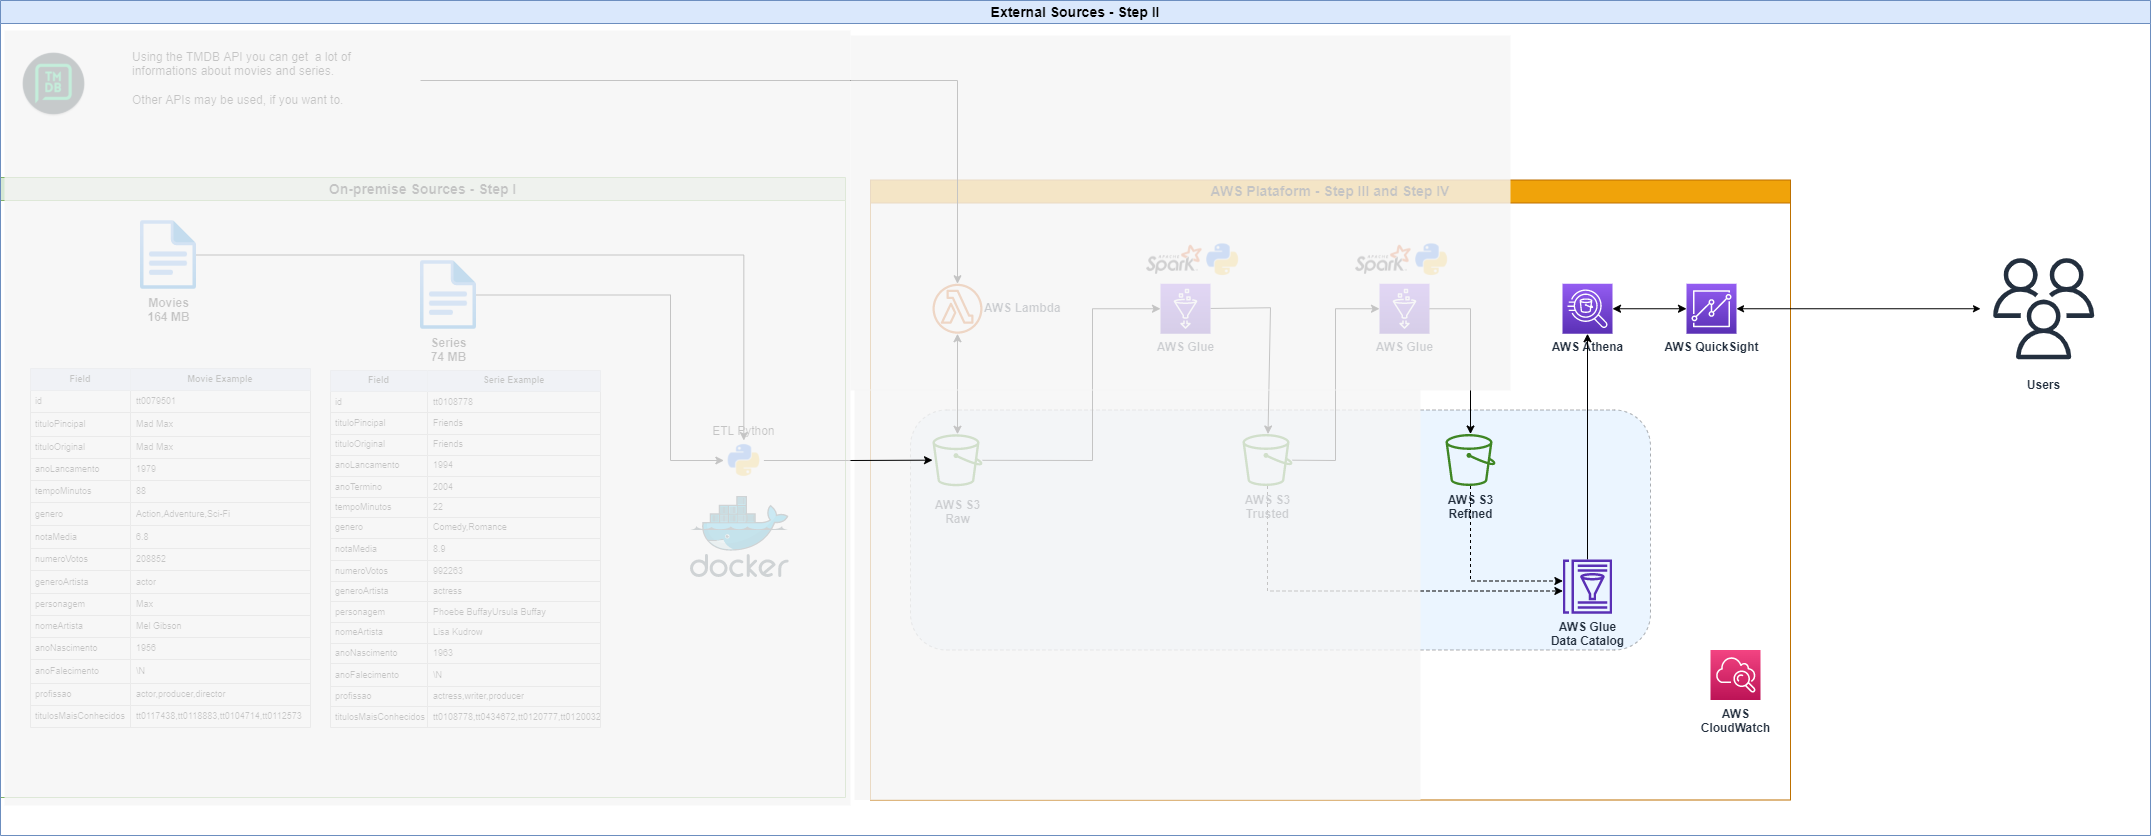 External Sources - Step II
TM
DB
Using the TMDB API you can get  a lot of
informations about movies and series.
Other APIs may be used, if you want to.
On-premise Sources - Step I
AWS Plataform - Step III and Step IV
Movies
164 MB
Series
74 MB
Field Movie Example
id tt0079501
tituloPincipal Mad Max
tituloOriginal Mad Max
anoLancamento 1979
tempoMinutos 88
genero Action,Adventure,Sci-Fi
notaMedia 6.8
numeroVotos 208852
generoArtista actor
personagem Max
nomeArtista Mel Gibson
anoNascimento 1956
anoFalecimento \N
profissao actor,producer,director
titulosMaisConhecidos tt0117438,tt0118883,tt0104714,tt0112573
Field Serie Example
id tt0108778
tituloPincipal Friends
tituloOriginal Friends
anoLancamento 1994
anoTermino 2004
tempoMinutos 22
genero Comedy,Romance
notaMedia 8.9
numeroVotos 992263
generoArtista actress
personagem Phoebe BuffayUrsula Buffay
nomeArtista Lisa Kudrow
anoNascimento 1963
anoFalecimento \N
profissao actress,writer,producer
titulosMaisConhecidos tt0108778,tt0434672,tt0120777,tt0120032
ETL Python
docker
AWS Lambda
APACHE
Spark
AWS Glue
APACHE
Spark
AWS Glue
AWS Athena
AWS QuickSight
Users
AWS S3
Raw
AWS S3
Trusted
AWS S3
Refined
AWS Glue
Data Catalog
AWS
CloudWatch